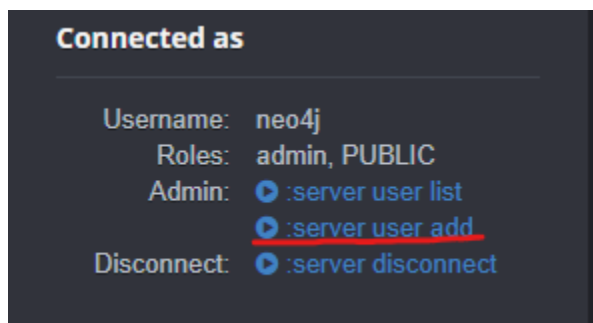 Connected as
Username: neo4j
Roles: admin, PUBLIC
Admin: :server user list
:server user add
Disconnect: :server disconnect